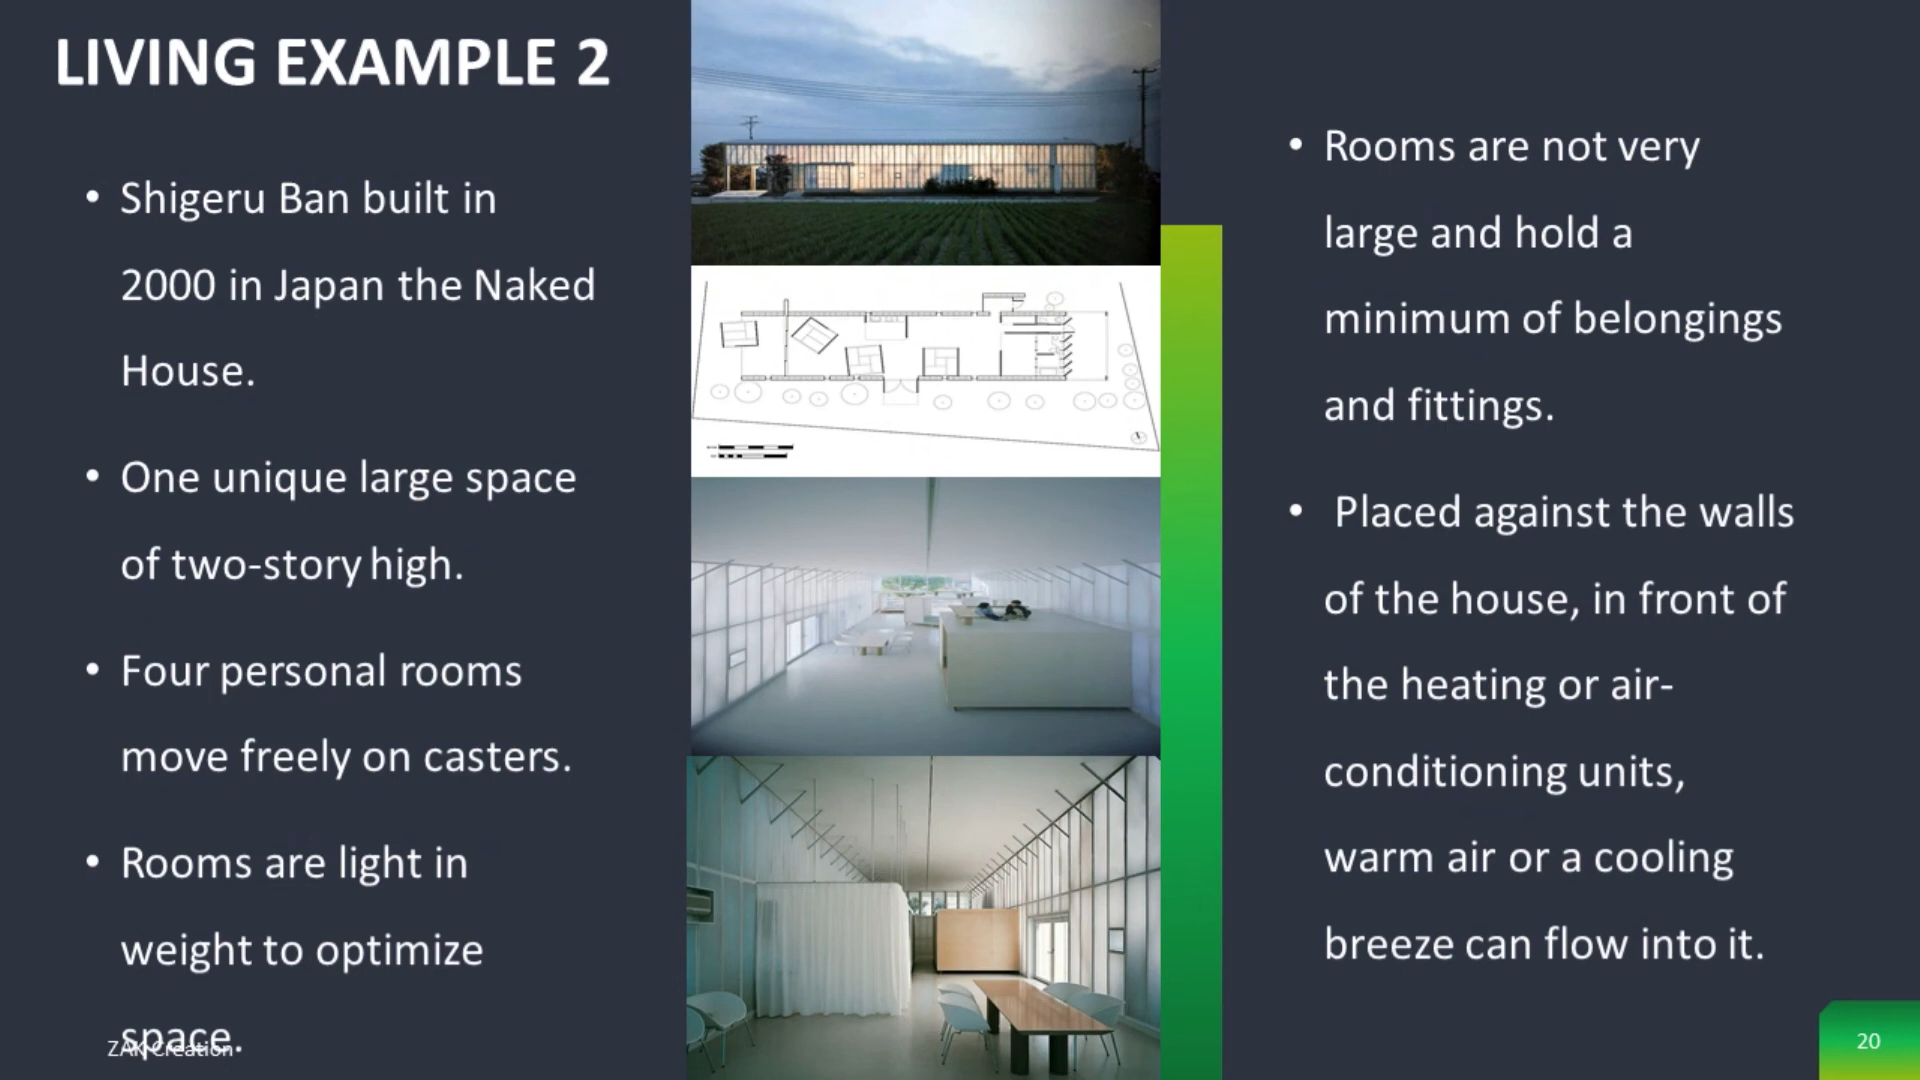 LIVING EXAMPLE 2
• Shigeru Ban built in
2000 in Japan the Naked
House.
• One unique large space
of two-story high.
• Four personal rooms
move freely on casters.
• Rooms are light in
weight to optimize
space.
ZAK Creation
• Rooms are not very
large and hold a
minimum of belongings
and fittings.
• Placed against the walls
of the house, in front of
the heating or air-
conditioning units,
warm air or a cooling
breeze can flow into it.
20